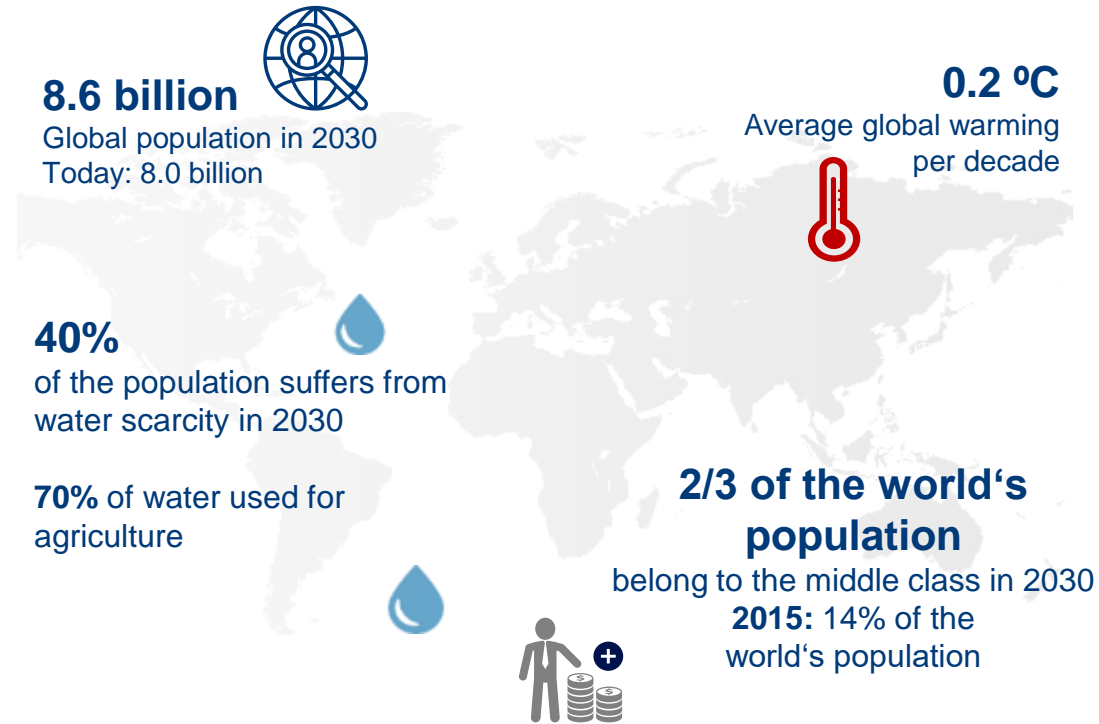 8.6 billion
Global population in 2030
Today: 8.0 billion
0.2 ºC
Average global warming
per decade
40%
of the population suffers from
water scarcity in 2030
70% of water used for
agriculture
2/3 of the world‘s
population
belong to the middle class in 2030
2015: 14% of the
world‘s population